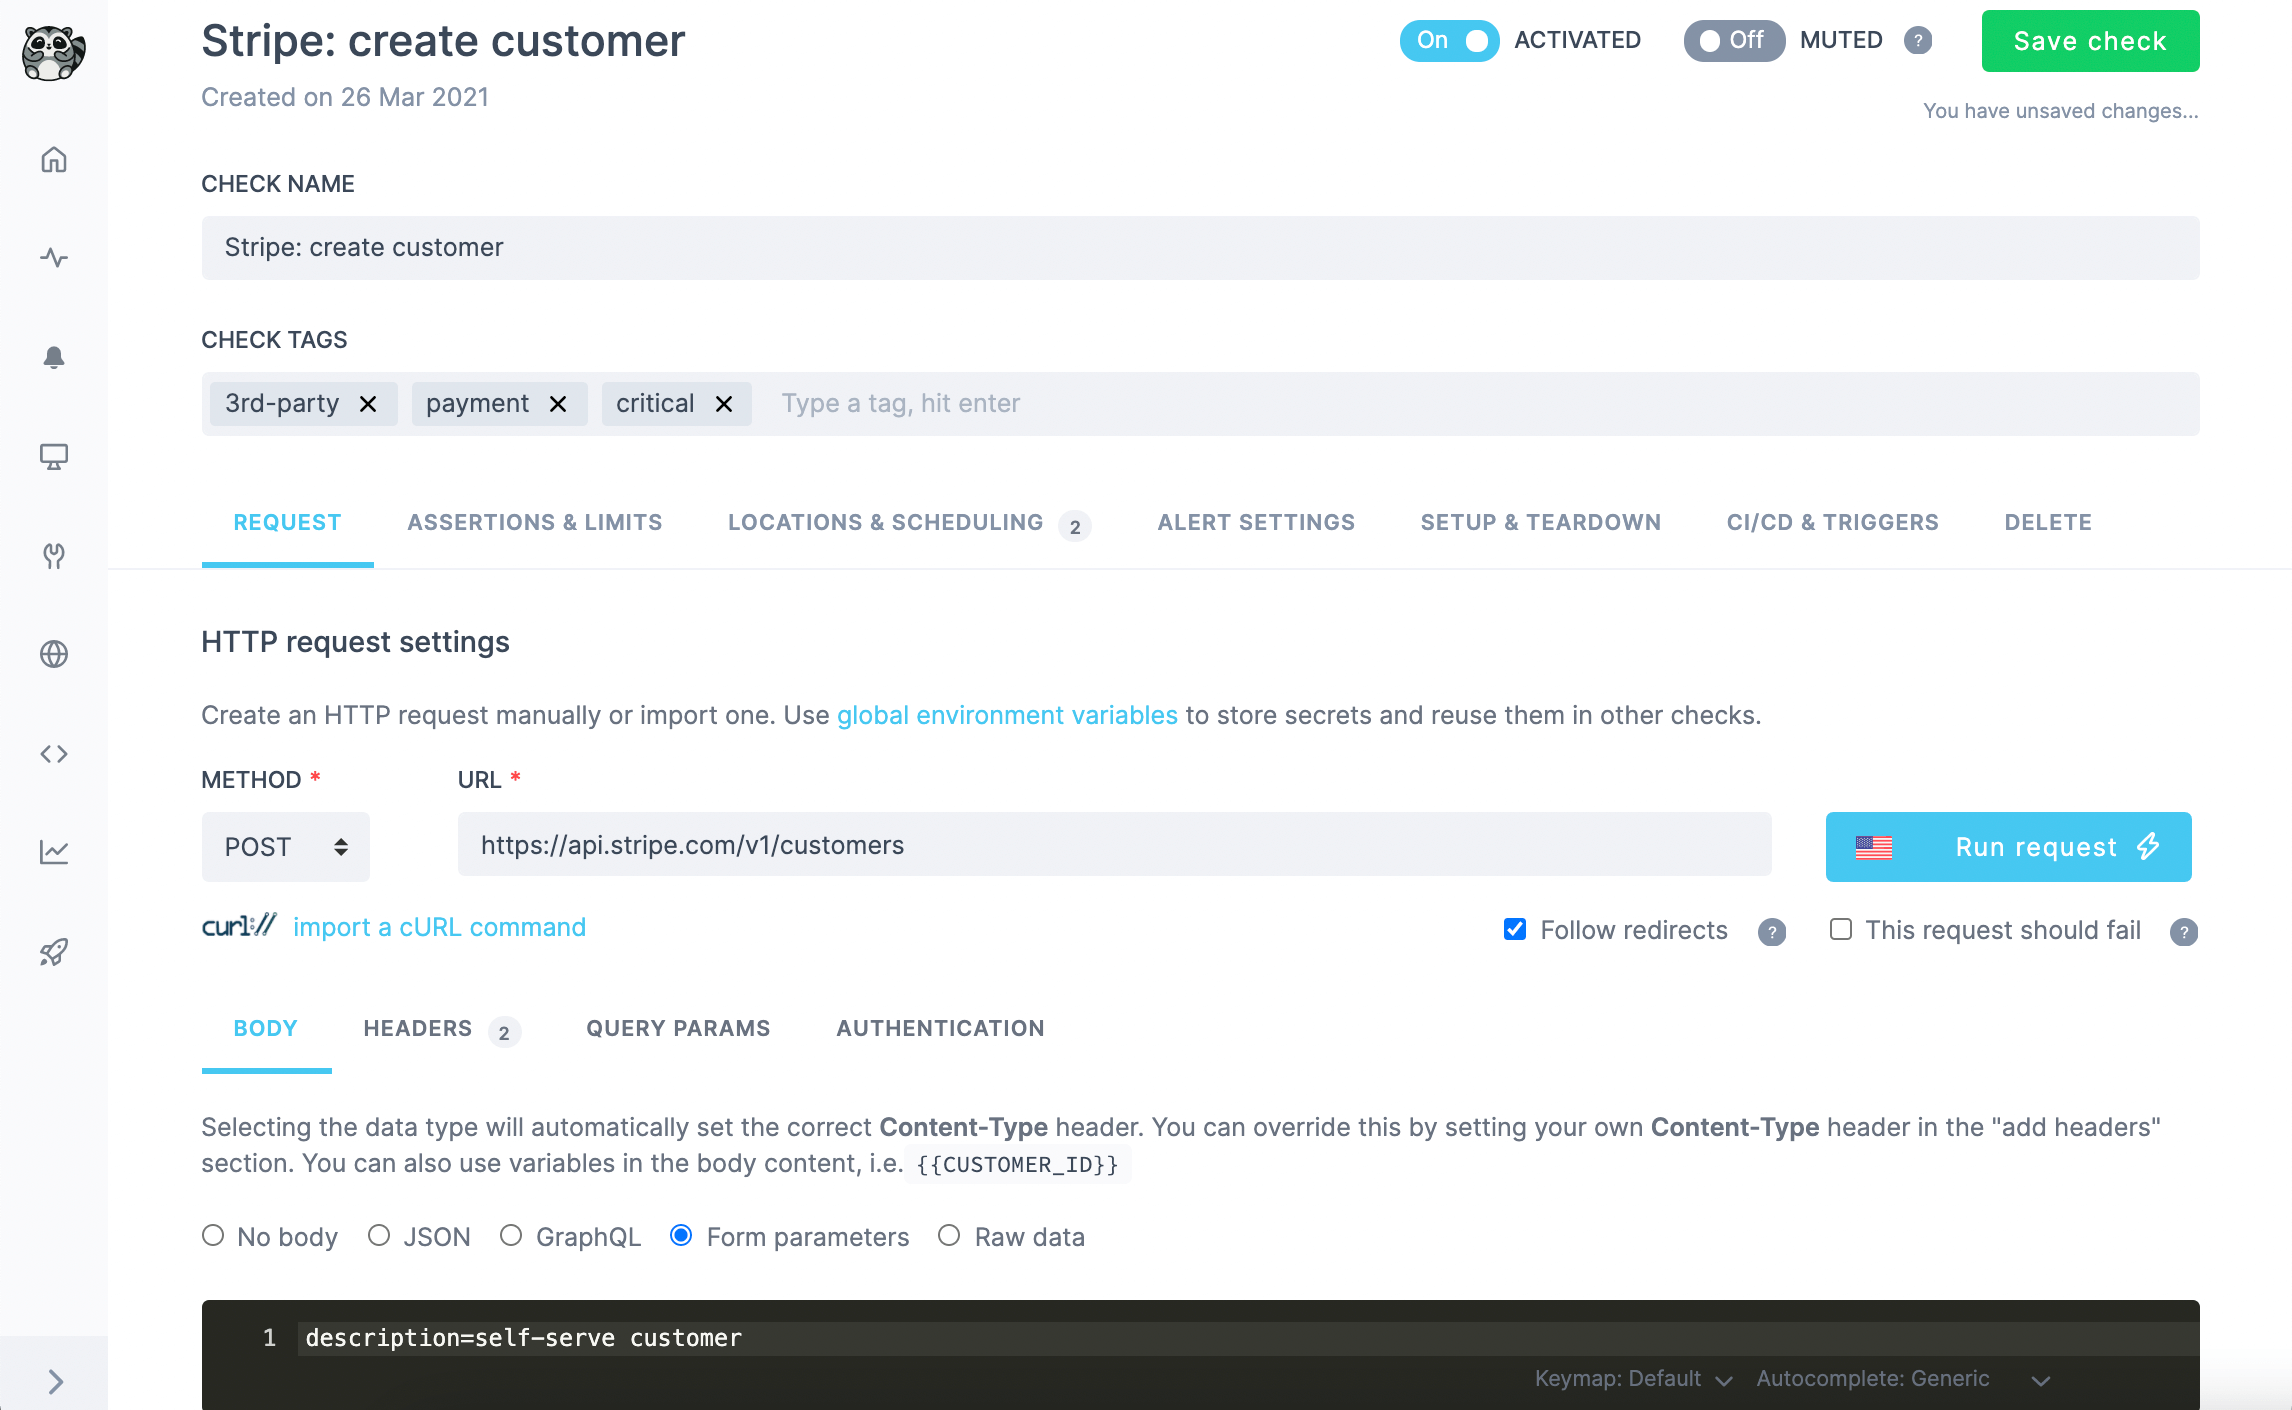 Stripe: create customer
On ACTIVATED Off MUTED ? Save check
Created on 26 Mar 2021
You have unsaved changes...
CHECK NAME
Stripe: create customer
CHECK TAGS
3rd-party payment critical Type a tag, hit enter
REQUEST ASSERTIONS & LIMITS LOCATIONS & SCHEDULING 2 ALERT SETTINGS SETUP & TEARDOWN CI/CD & TRIGGERS DELETE
HTTP request settings
Create an HTTP request manually or import one. Use global environment variables to store secrets and reuse them in other checks.
METHOD * URL *
POST https://api.stripe.com/v1/customers Run request
curl:// import a cURL command Follow redirects ? This request should fail ?
BODY HEADERS 2 QUERY PARAMS AUTHENTICATION
Selecting the data type will automatically set the correct Content-Type header. You can override this by setting your own Content-Type header in the "add headers"
section. You can also use variables in the body content, i.e. {{CUSTOMER_ID}}
No body JSON GraphQL Form parameters Raw data
1 description=self-serve customer
Keymap: Default Autocomplete: Generic